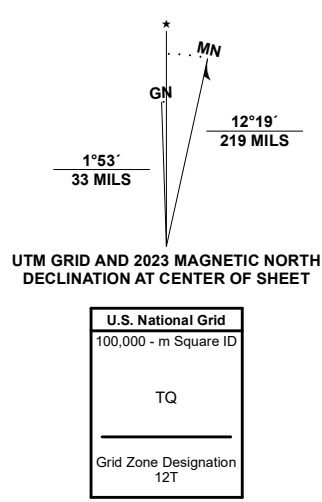 ★
MN
GN
12°19´
219 MILS
1°53´
33 MILS
UTM GRID AND 2023 MAGNETIC NORTH
DECLINATION AT CENTER OF SHEET
U.S. National Grid
100,000 - m Square ID
TQ
Grid Zone Designation
12T